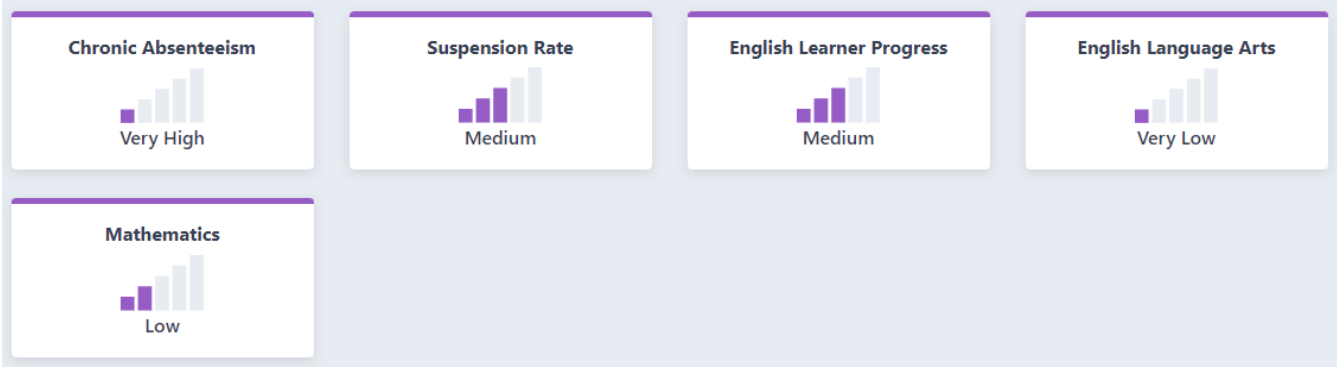 Chronic Absenteeism
Very High
Suspension Rate
Medium
English Learner Progress
Medium
English Language Arts
Very Low
Mathematics
Low